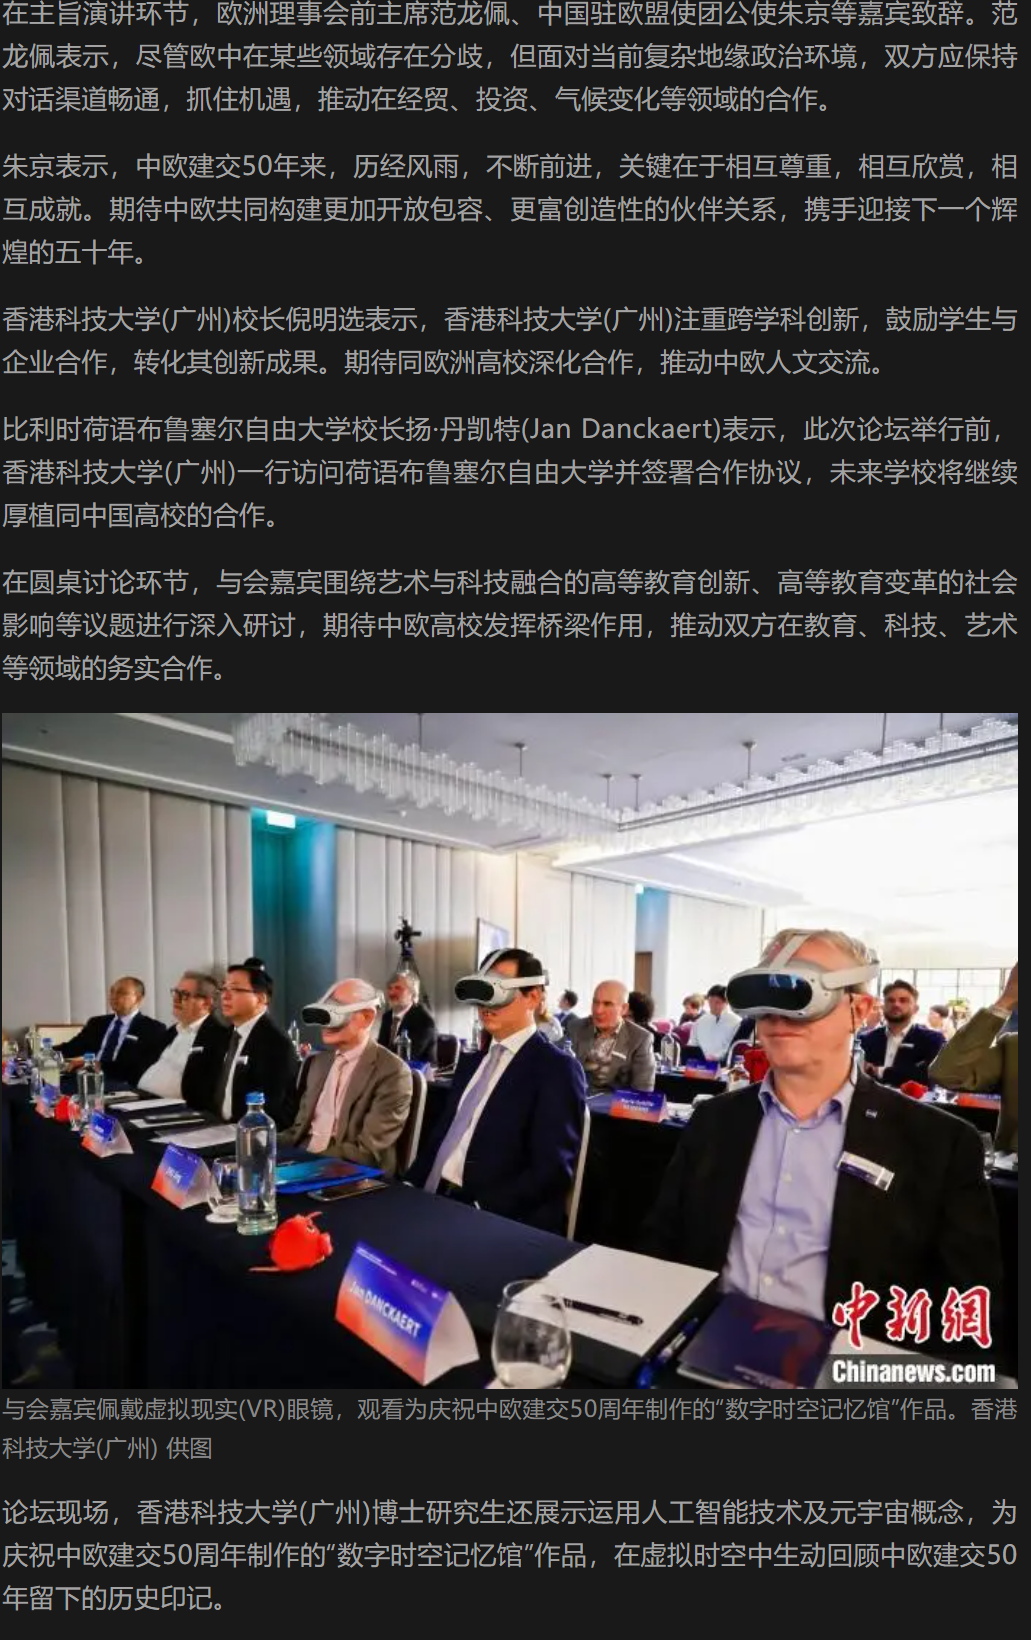 在主旨演讲环节，欧洲理事会前主席范龙佩、中国驻欧盟使团公使朱京等嘉宾致辞。范
龙佩表示，尽管欧中在某些领域存在分歧，但面对当前复杂地缘政治环境，双方应保持
对话渠道畅通，抓住机遇，推动在经贸、投资、气候变化等领域的合作。
朱京表示，中欧建交50年来，历经风雨，不断前进，关键在于相互尊重，相互欣赏，相
互成就。期待中欧共同构建更加开放包容、更富创造性的伙伴关系，携手迎接下一个辉
煌的五十年。
香港科技大学(广州)校长倪明选表示，香港科技大学(广州)注重跨学科创新，鼓励学生与
企业合作，转化其创新成果。期待同欧洲高校深化合作，推动中欧人文交流。
比利时荷语布鲁塞尔自由大学校长扬·丹凯特(Jan Danckaert)表示，此次论坛举行前，
香港科技大学(广州)一行访问荷语布鲁塞尔自由大学并签署合作协议，未来学校将继续
厚植同中国高校的合作。
在圆桌讨论环节，与会嘉宾围绕艺术与科技融合的高等教育创新、高等教育变革的社会
影响等议题进行深入研讨，期待中欧高校发挥桥梁作用，推动双方在教育、科技、艺术
等领域的务实合作。
Jan DANCKAERT
中新網
Chinanews.com
与会嘉宾佩戴虚拟现实(VR)眼镜，观看为庆祝中欧建交50周年制作的“数字时空记忆馆”作品。香港
科技大学(广州) 供图
论坛现场，香港科技大学(广州)博士研究生还展示运用人工智能技术及元宇宙概念，为
庆祝中欧建交50周年制作的“数字时空记忆馆”作品，在虚拟时空中生动回顾中欧建交50
年留下的历史印记。